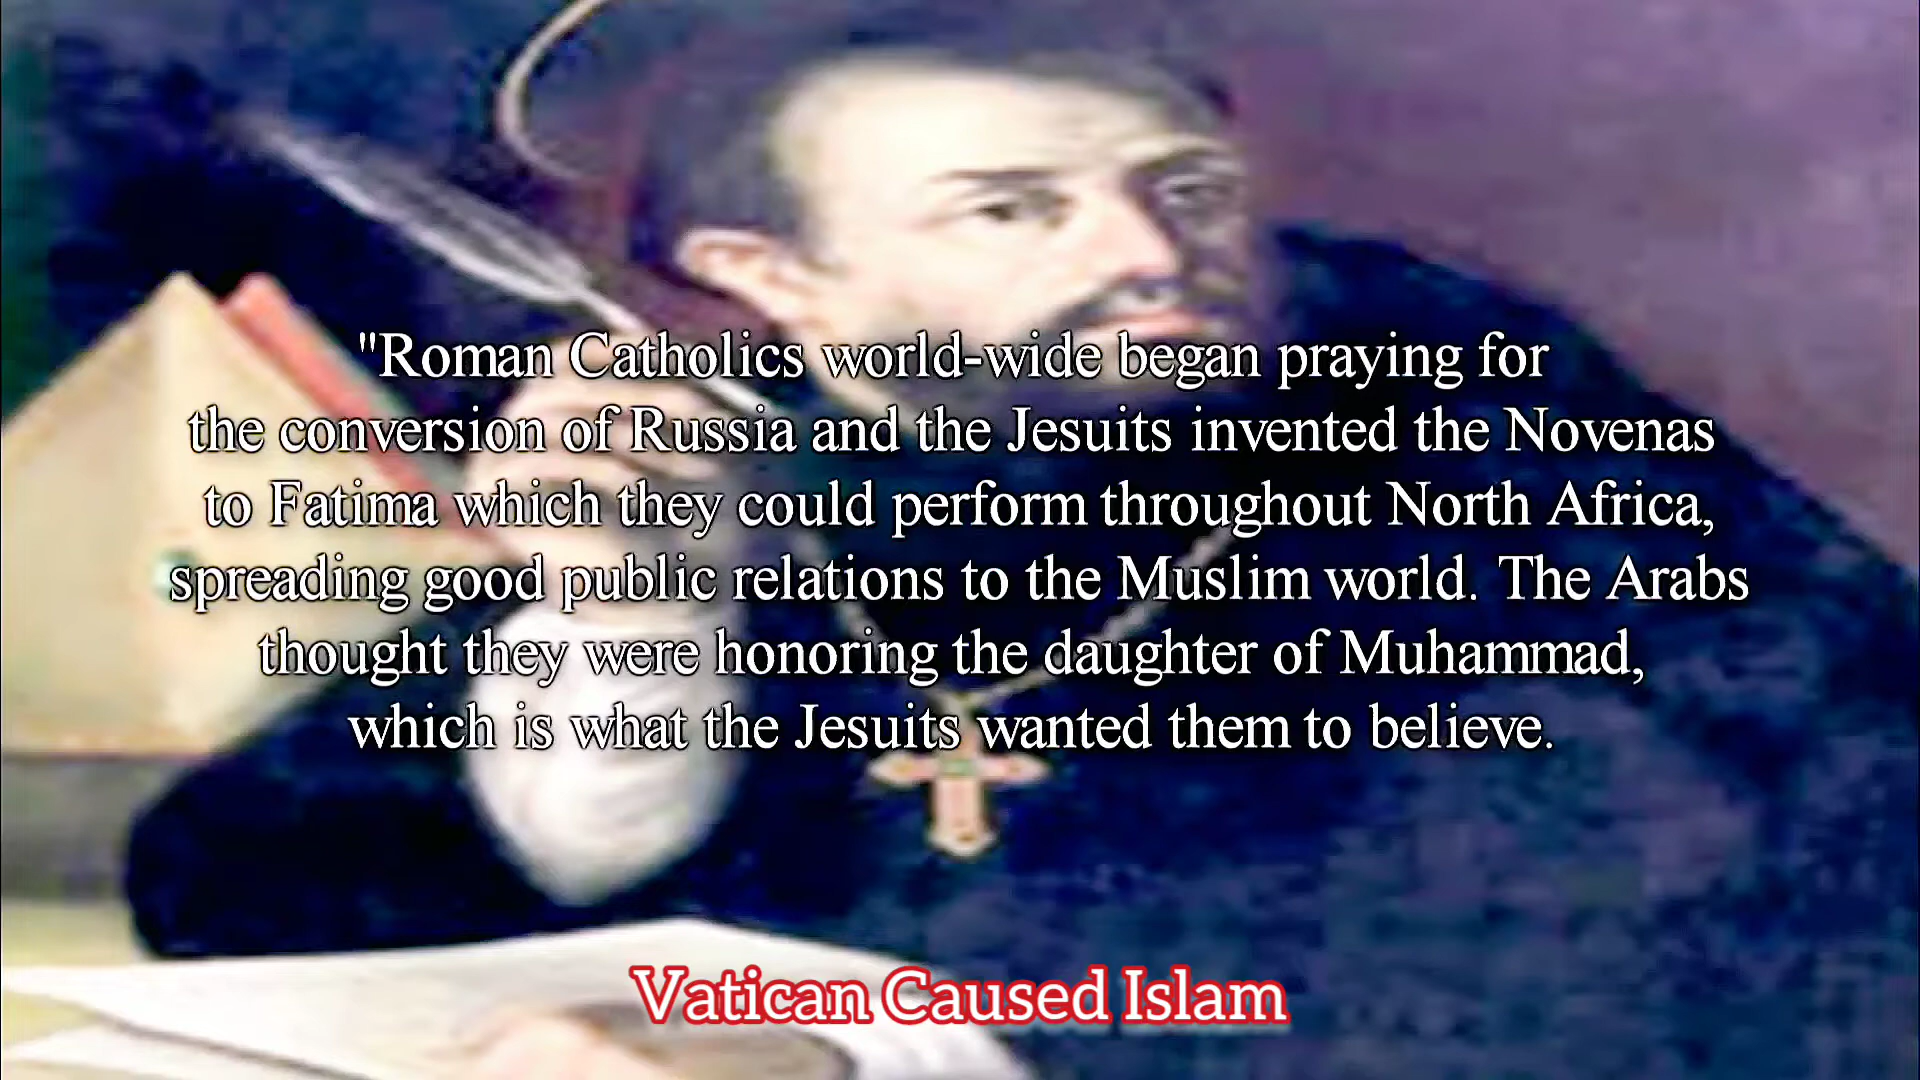 "Roman Catholics world-wide began praying for
the conversion of Russia and the Jesuits invented the Novenas
to Fatima which they could perform throughout North Africa,
spreading good public relations to the Muslim world. The Arabs
thought they were honoring the daughter of Muhammad,
which is what the Jesuits wanted them to believe.
Vatican Caused Islam